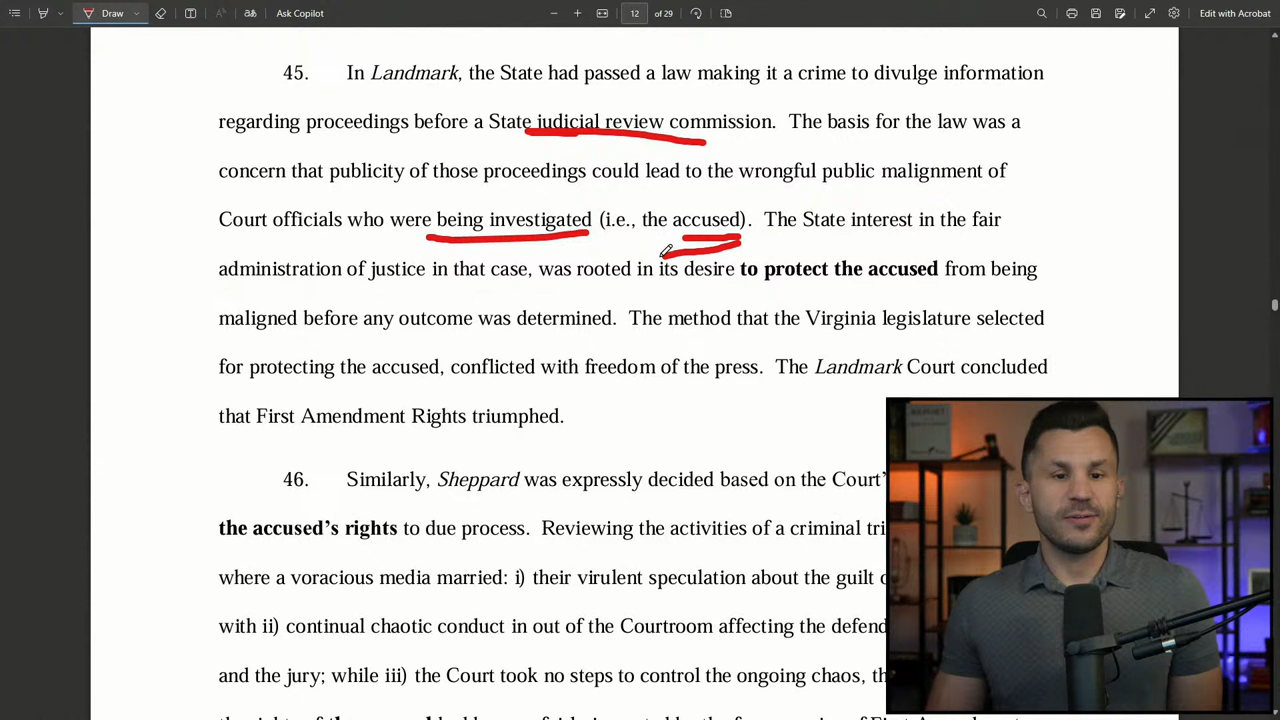 Draw
Ask Copilot
12 of 29
Edit with Acrobat
45. In Landmark, the State had passed a law making it a crime to divulge information
regarding proceedings before a State judicial review commission. The basis for the law was a
concern that publicity of those proceedings could lead to the wrongful public malignment of
Court officials who were being investigated (i.e., the accused). The State interest in the fair
administration of justice in that case, was rooted in its desire to protect the accused from being
maligned before any outcome was determined. The method that the Virginia legislature selected
for protecting the accused, conflicted with freedom of the press. The Landmark Court concluded
that First Amendment Rights triumphed.
46. Similarly, Sheppard was expressly decided based on the Court'
the accused's rights to due process. Reviewing the activities of a criminal tri
where a voracious media married: i) their virulent speculation about the guilt
with ii) continual chaotic conduct in out of the Courtroom affecting the defend
and the jury; while iii) the Court took no steps to control the ongoing chaos, th